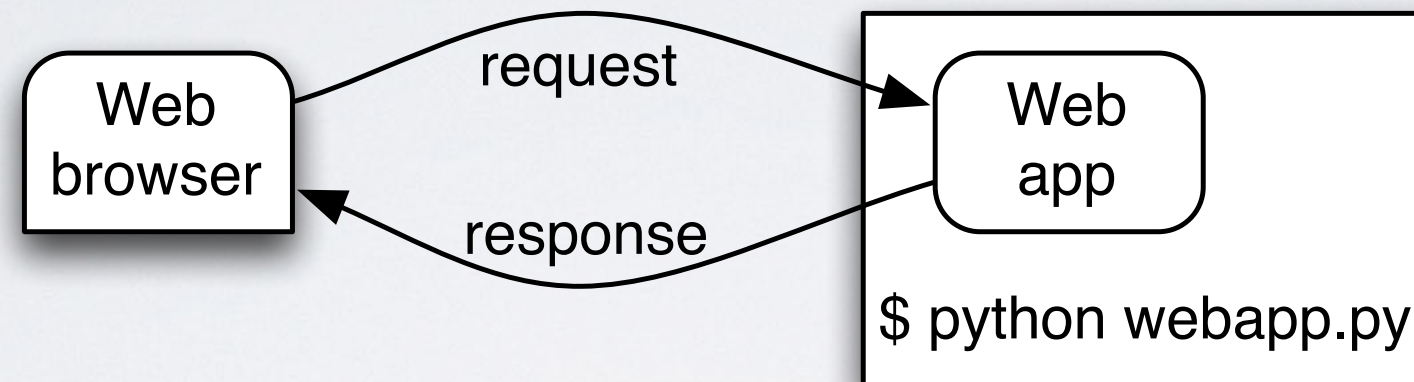 Web
browser
request
response
Web
app
$ python webapp.py